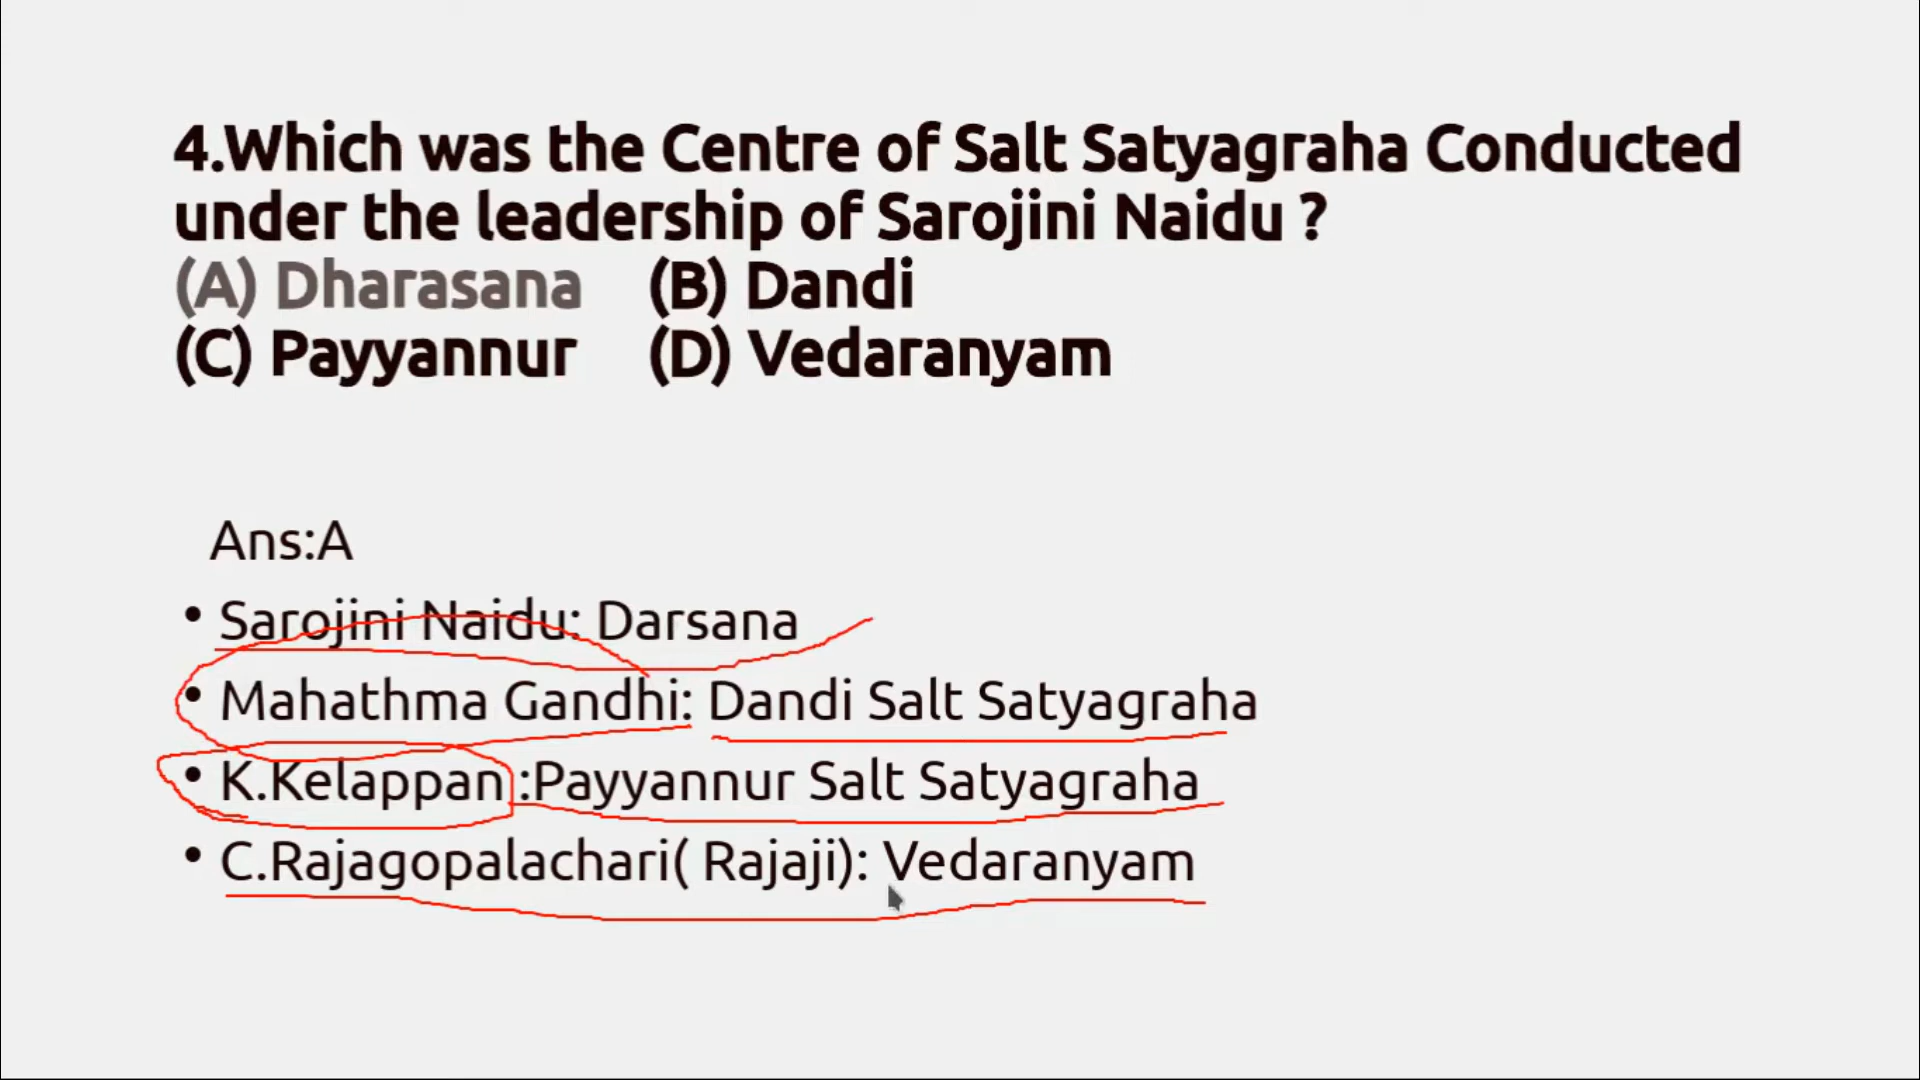 4.Which was the Centre of Salt Satyagraha Conducted
under the leadership of Sarojini Naidu ?
(A) Dharasana (B) Dandi
(C) Payyannur (D) Vedaranyam
Ans:A
• Sarojini Naidu: Darsana
• Mahathma Gandhi: Dandi Salt Satyagraha
• K.Kelappan :Payyannur Salt Satyagraha
• C.Rajagopalachari( Rajaji): Vedaranyam